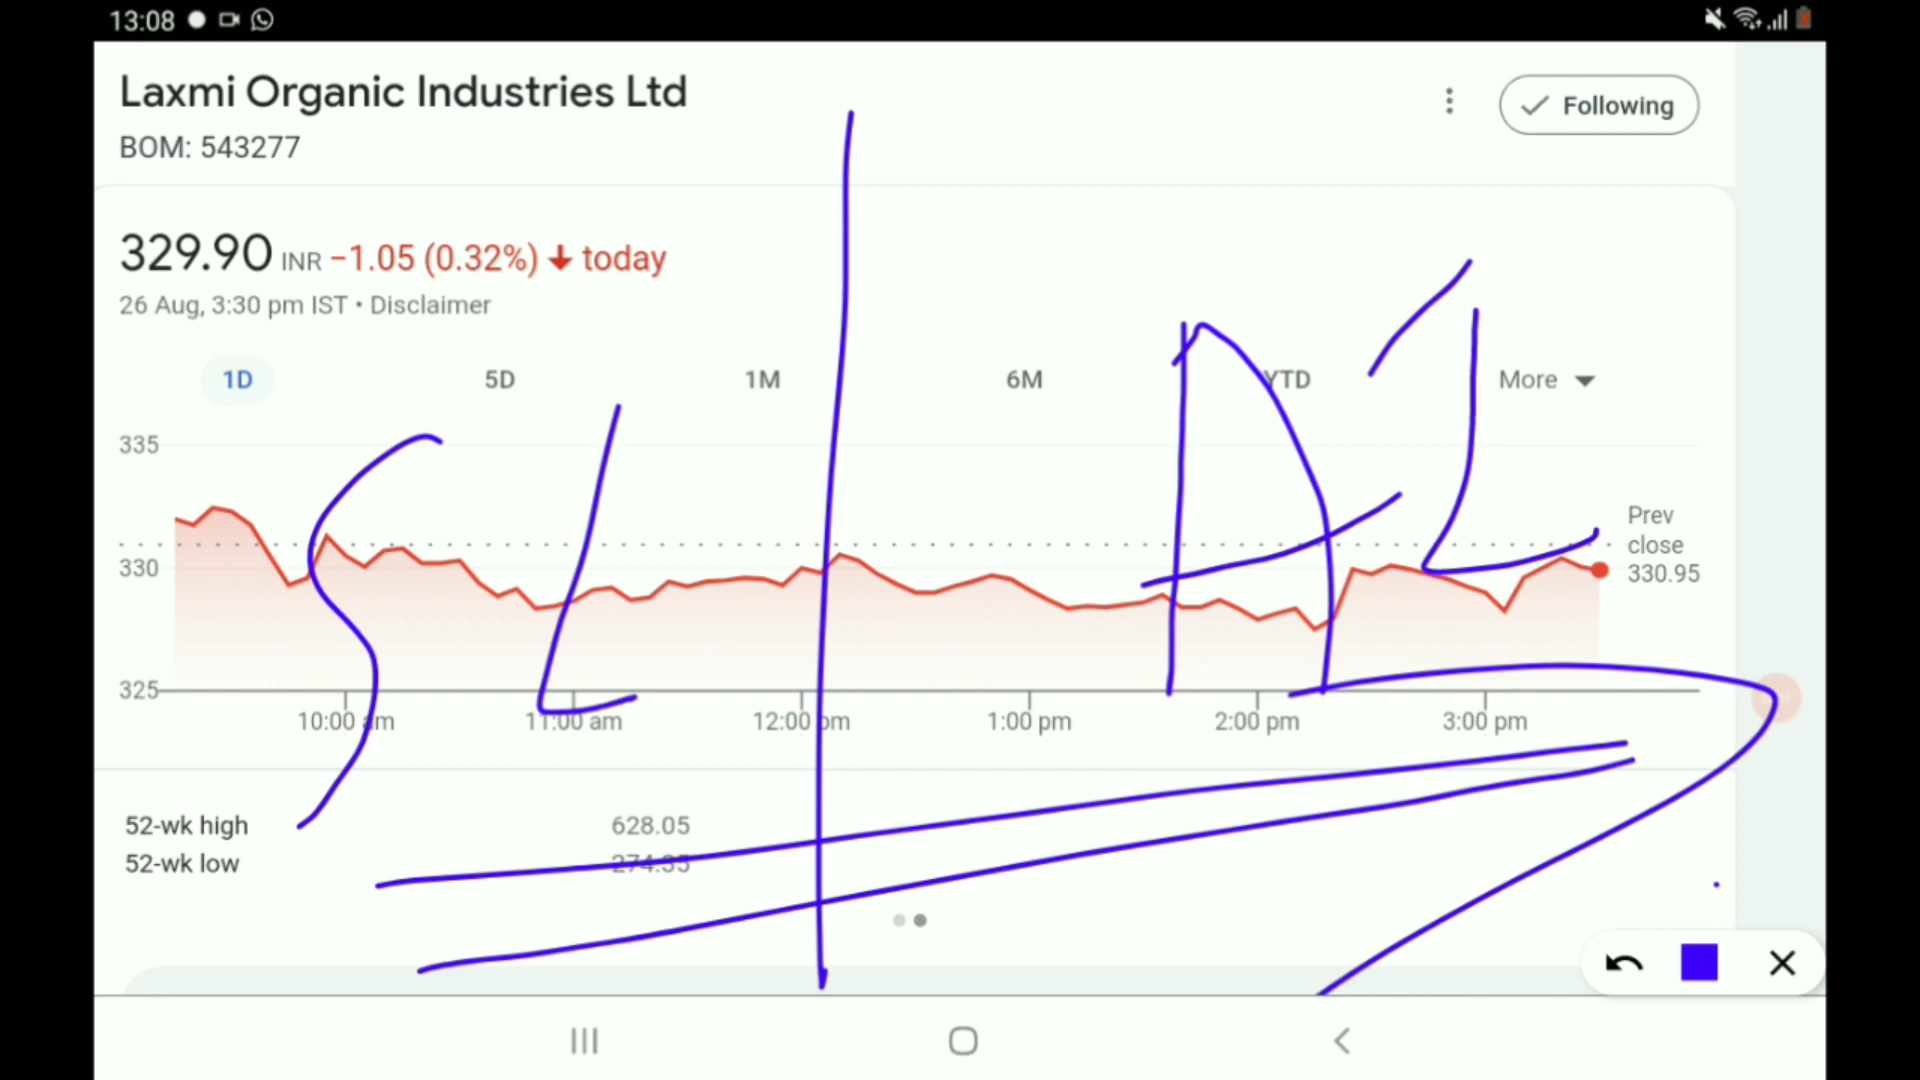 13:08
Laxmi Organic Industries Ltd
Following
BOM: 543277
329.90 INR −1.05 (0.32%) today
26 Aug, 3:30 pm IST • Disclaimer
1D 5D 1M 6M YTD More
335
330
325
Prev
close
330.95
10:00 am 11:00 am 12:00 pm 1:00 pm 2:00 pm 3:00 pm
52-wk high 628.05
52-wk low 274.35